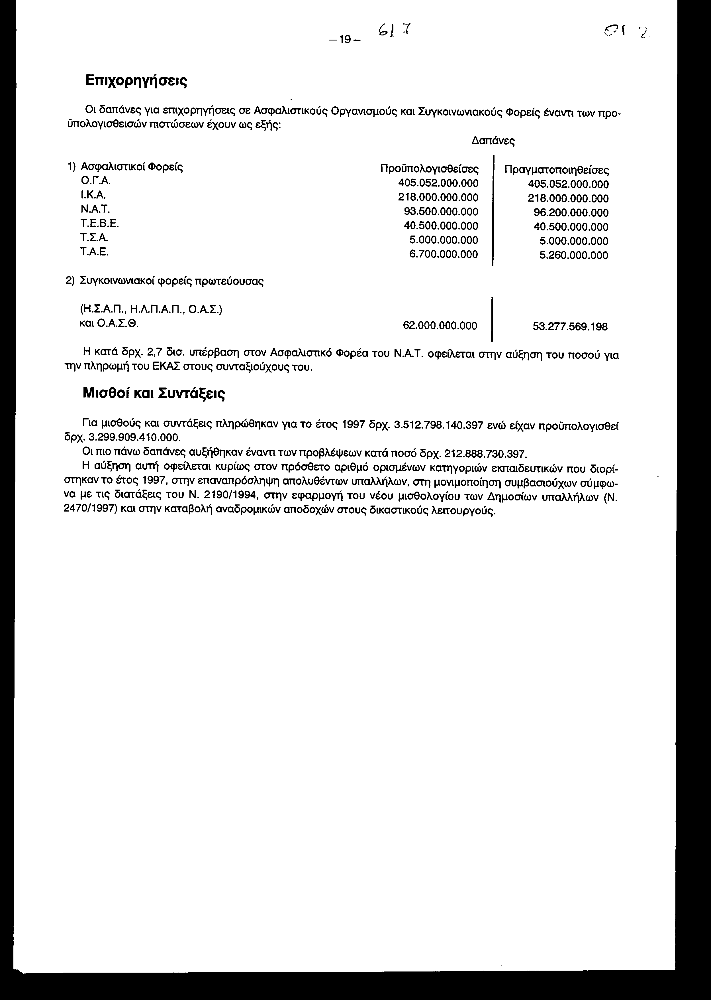 –19–
617
Επιχορηγήσεις
Οι δαπάνες για επιχορηγήσεις σε Ασφαλιστικούς Οργανισμούς και Συγκοινωνιακούς Φορείς έναντι των προ-
ϋπολογισθεισών πιστώσεων έχουν ως εξής:
Δαπάνες
1) Ασφαλιστικοί Φορείς Προϋπολογισθείσες Πραγματοποιηθείσες
Ο.Γ.Α. 405.052.000.000 405.052.000.000
Ι.Κ.Α. 218.000.000.000 218.000.000.000
Ν.Α.Τ. 93.500.000.000 96.200.000.000
Τ.Ε.Β.Ε. 40.500.000.000 40.500.000.000
Τ.Σ.Α. 5.000.000.000 5.000.000.000
Τ.Α.Ε. 6.700.000.000 5.260.000.000
2) Συγκοινωνιακοί φορείς πρωτεύουσας
(Η.Σ.Α.Π., Η.Λ.Π.Α.Π., Ο.Α.Σ.)
και Ο.Α.Σ.Θ. 62.000.000.000 53.277.569.198
Η κατά δρχ. 2,7 δισ. υπέρβαση στον Ασφαλιστικό Φορέα του Ν.Α.Τ. οφείλεται στην αύξηση του ποσού για
την πληρωμή του ΕΚΑΣ στους συνταξιούχους του.
Μισθοί και Συντάξεις
Για μισθούς και συντάξεις πληρώθηκαν για το έτος 1997 δρχ. 3.512.798.140.397 ενώ είχαν προϋπολογισθεί
δρχ. 3.299.909.410.000.
Οι πιο πάνω δαπάνες αυξήθηκαν έναντι των προβλέψεων κατά ποσό δρχ. 212.888.730.397.
Η αύξηση αυτή οφείλεται κυρίως στον πρόσθετο αριθμό ορισμένων κατηγοριών εκπαιδευτικών που διορί-
στηκαν το έτος 1997, στην επαναπρόσληψη απολυθέντων υπαλλήλων, στη μονιμοποίηση συμβασιούχων σύμφω-
να με τις διατάξεις του Ν. 2190/1994, στην εφαρμογή του νέου μισθολογίου των Δημοσίων υπαλλήλων (Ν.
2470/1997) και στην καταβολή αναδρομικών αποδοχών στους δικαστικούς λειτουργούς.